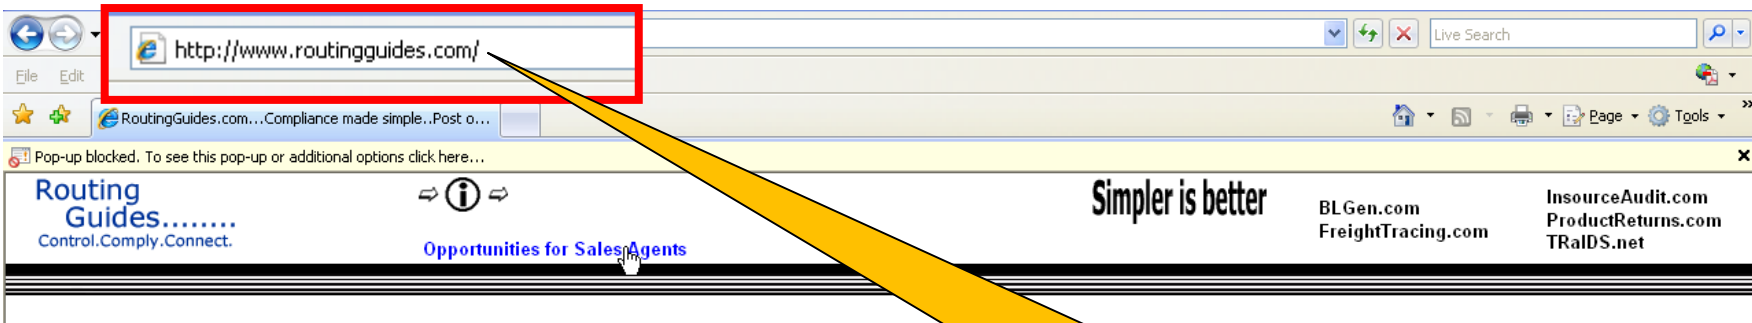 http://www.routingguides.com/
Live Search
File Edit
RoutingGuides.com...Compliance made simple..Post o...
Page Tools »
Pop-up blocked. To see this pop-up or additional options click here...
Routing
Guides........
Control.Comply.Connect.
Opportunities for Sales Agents
Simpler is better
BLGen.com
FreightTracing.com
InsourceAudit.com
ProductReturns.com
TRaIDS.net